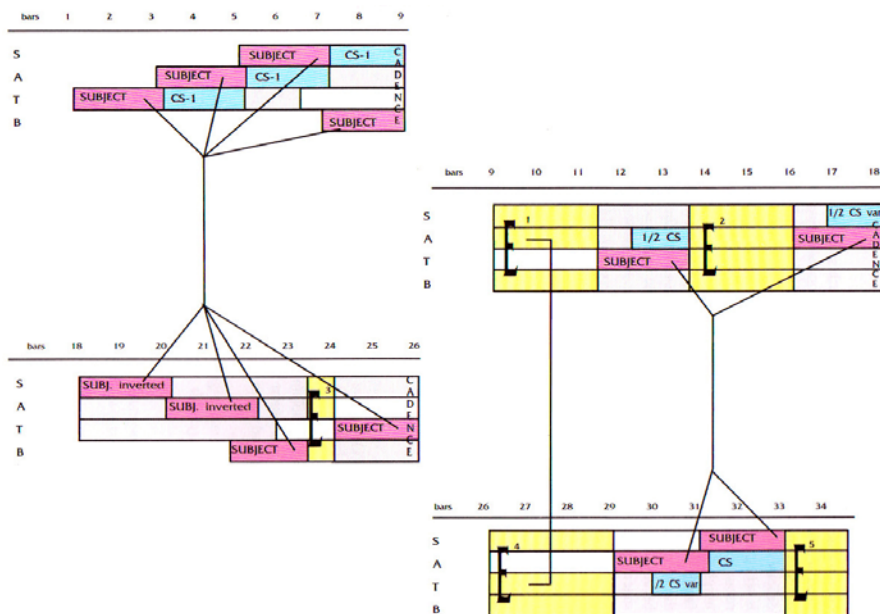 bars 1 2 3 4 5 6 7 8 9
S SUBJECT CS-1
A SUBJECT CS-1
T SUBJECT CS-1
B SUBJECT
CADENCE
bars 9 10 11 12 13 14 15 16 17 18
S 1 2 1/2 CS var
A 1/2 CS SUBJECT
T SUBJECT
B
CADENCE
bars 18 19 20 21 22 23 24 25 26
S SUBJ. inverted 3
A SUBJ. inverted
T SUBJECT
B SUBJECT
CADENCE
bars 26 27 28 29 30 31 32 33 34
S 4 SUBJECT 5
A SUBJECT CS
T /2 CS var
B